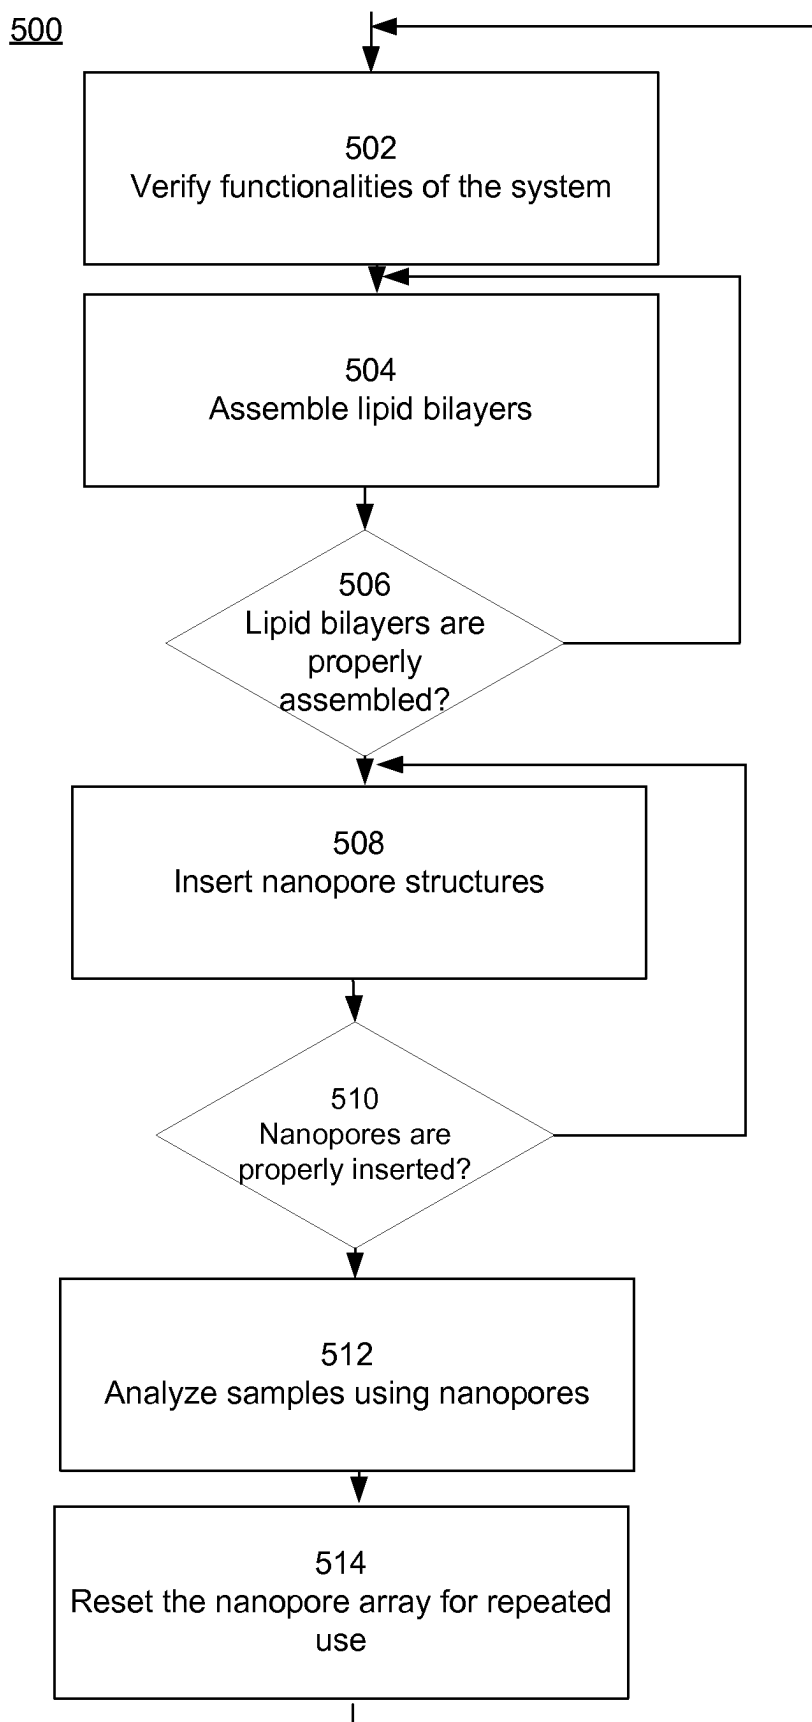 500
502
Verify functionalities of the system
504
Assemble lipid bilayers
506
Lipid bilayers are
properly
assembled?
508
Insert nanopore structures
510
Nanopores are
properly inserted?
512
Analyze samples using nanopores
514
Reset the nanopore array for repeated
use